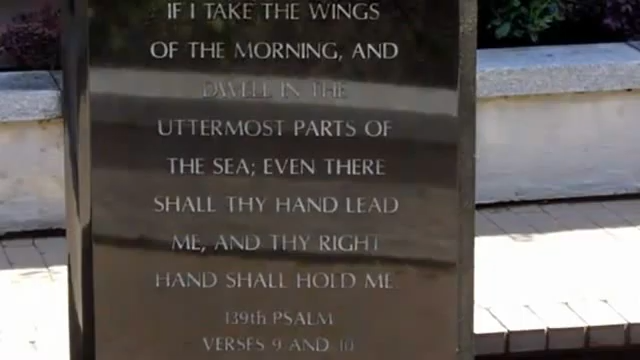 IF I TAKE THE WINGS
OF THE MORNING, AND
DWELL IN THE
UTTERMOST PARTS OF
THE SEA; EVEN THERE
SHALL THY HAND LEAD
ME, AND THY RIGHT
HAND SHALL HOLD ME.
139th PSALM
VERSES 9 AND 10